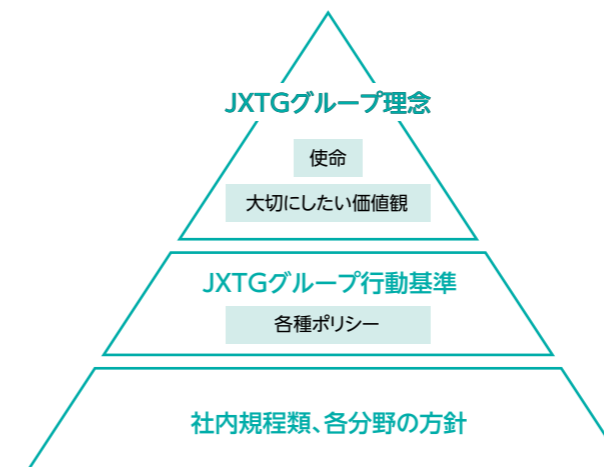 JXTGグループ理念
使命
大切にしたい価値観
JXTGグループ行動基準
各種ポリシー
社内規程類、各分野の方針